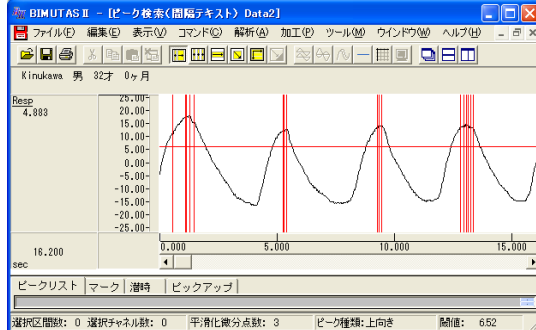 BIMUTASⅡ - [ピーク検索(間隔テキスト) Data2]
ファイル(F) 編集(E) 表示(V) コマンド(C) 解析(A) 加工(P) ツール(M) ウインドウ(W) ヘルプ(H)
Kinukawa 男 32才 0ヶ月
Resp
4.883
25.00
20.00
15.00
10.00
5.00
0.00
-5.00
-10.00
-15.00
-20.00
-25.00
0.000 5.000 10.000 15.000
16.200
sec
ピークリスト マーク 潜時 ピックアップ
選択区間数: 0 選択チャネル数: 0 平滑化微分点数: 3 ピーク種類:上向き 閾値: 6.52